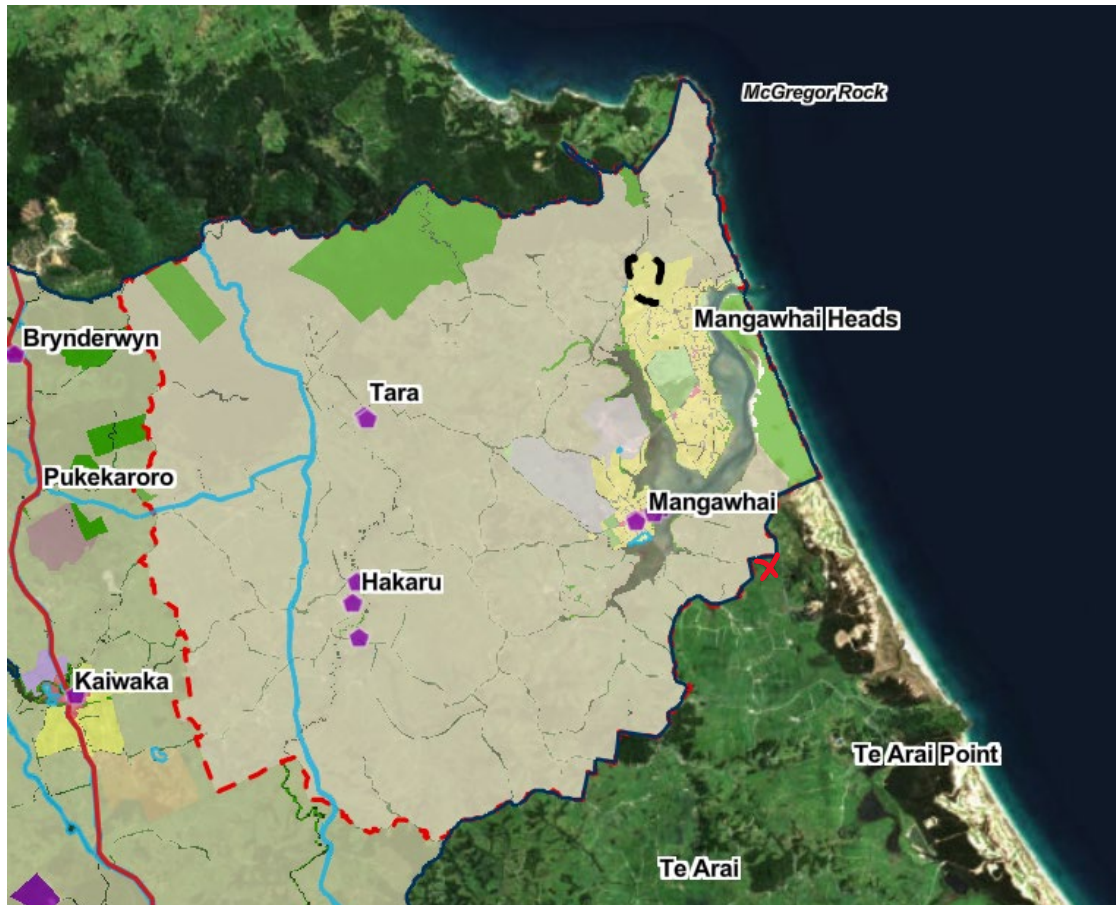 McGregor Rock
Mangawhai Heads
Brynderwyn
Tara
Pukekaroro
Mangawhai
Hakaru
Kaiwaka
Te Arai Point
Te Arai